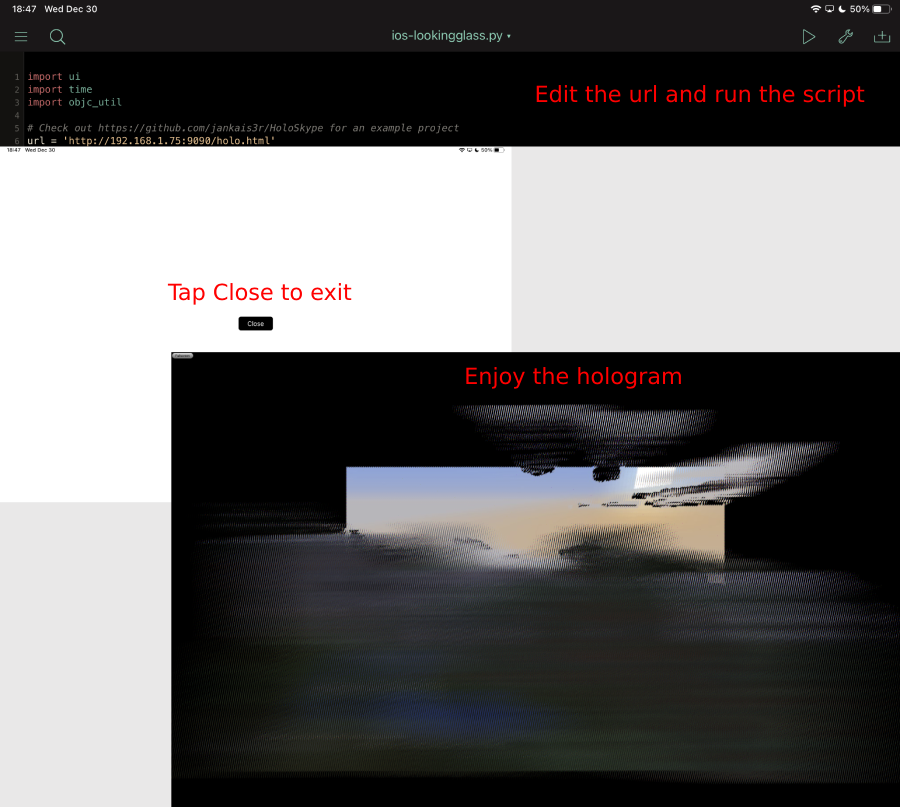 18:47 Wed Dec 30
50%
ios-lookingglass.py ▾
1 import ui
2 import time
3 import objc_util
4
5 # Check out https://github.com/jankais3r/HoloSkype for an example project
6 url = 'http://192.168.1.75:9090/holo.html'
Edit the url and run the script
18:47 Wed Dec 30
50%
Tap Close to exit
Close
Enjoy the hologram